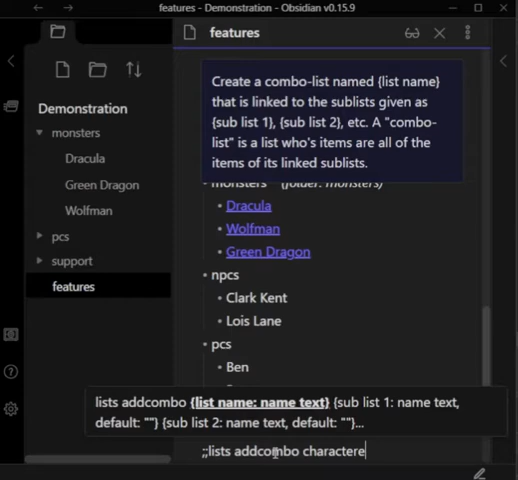 Demonstration - Obsidian v0.15.9
features
Create a combo-list named {list name}
that is linked to the sublists given as
{sub list 1}, {sub list 2}, etc. A "combo-
list" is a list who's items are all of the
items of its linked sublists.
Demonstration
monsters
Dracula
Green Dragon
Wolfman
pcs
support
features
monsters (folder: monsters)
• Dracula
• Wolfman
• Green Dragon
• npcs
• Clark Kent
• Lois Lane
• pcs
• Ben
lists addcombo {list name: name text} {sub list 1: name text,
default: ""} {sub list 2: name text, default: ""}...
;;lists addcombo charactere